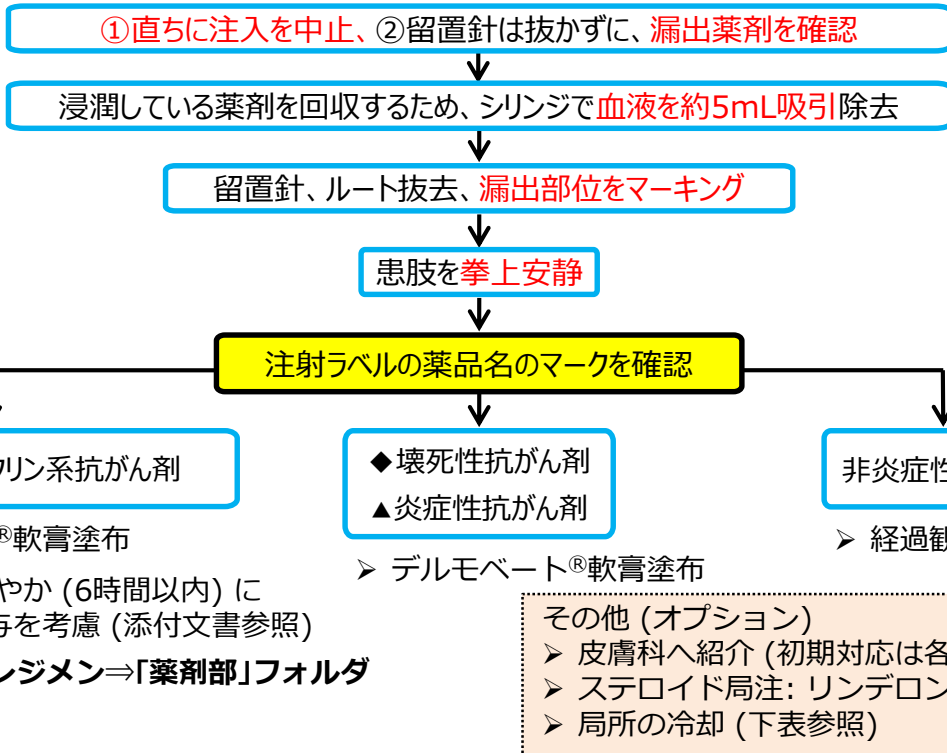 ①直ちに注入を中止、②留置針は抜かずに、漏出薬剤を確認
浸潤している薬剤を回収するため、シリンジで血液を約5mL吸引除去
留置針、ルート抜去、漏出部位をマーキング
患肢を拳上安静
注射ラベルの薬品名のマークを確認
リン系抗がん剤
®軟膏塗布
やか (6時間以内) に
与を考慮 (添付文書参照)
レジメン⇒「薬剤部」フォルダ
◆壊死性抗がん剤
▲炎症性抗がん剤
➢ デルモベート®軟膏塗布
非炎症性
➢ 経過観
その他 (オプション)
➢ 皮膚科へ紹介 (初期対応は各
➢ ステロイド局注: リンデロン
➢ 局所の冷却 (下表参照)